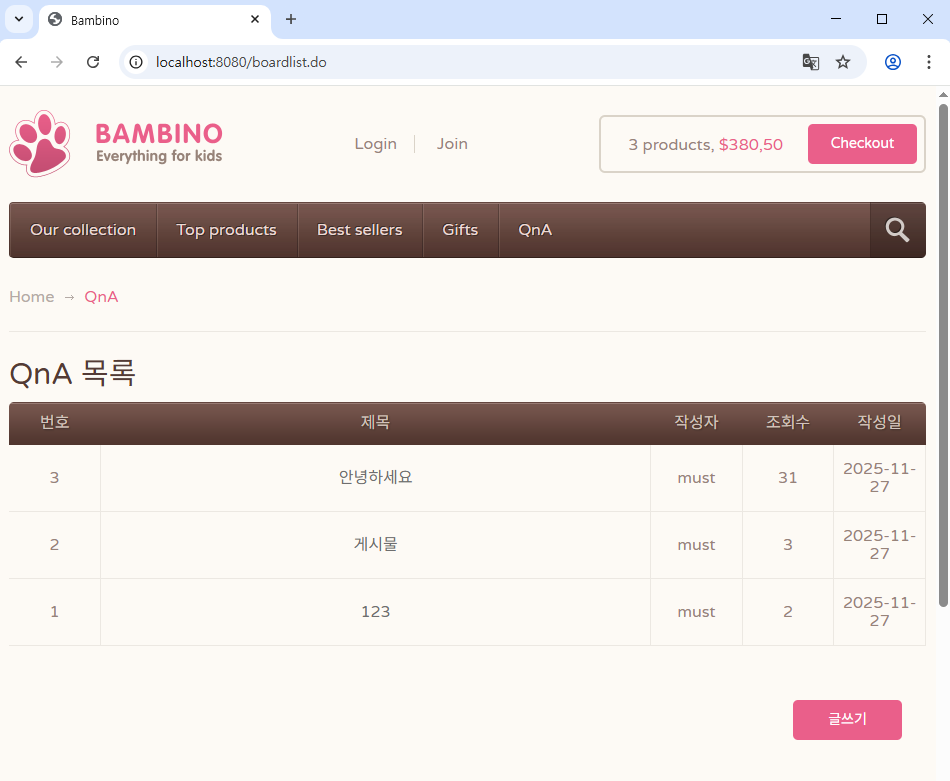 Bambino
localhost:8080/boardlist.do
BAMBINO
Everything for kids
Login Join
3 products, $380,50 Checkout
Our collection Top products Best sellers Gifts QnA
Home → QnA
QnA 목록
번호 제목 작성자 조회수 작성일
3 안녕하세요 must 31 2025-11-
27
2 게시물 must 3 2025-11-
27
1 123 must 2 2025-11-
27
글쓰기